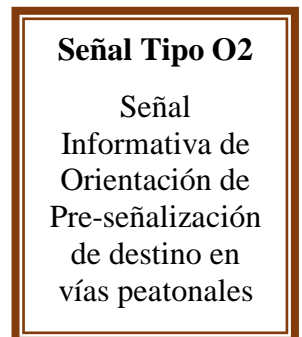 Señal Tipo O2
Señal
Informativa de
Orientación de
Pre-señalización
de destino en
vías peatonales